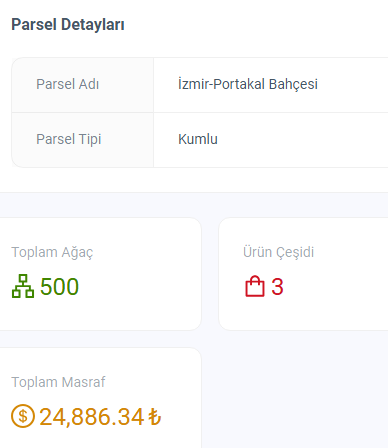 Parsel Detayları
Parsel Adı İzmir-Portakal Bahçesi
Parsel Tipi Kumlu
Toplam Ağaç Ürün Çeşidi
500 3
Toplam Masraf
24,886.34 ₺